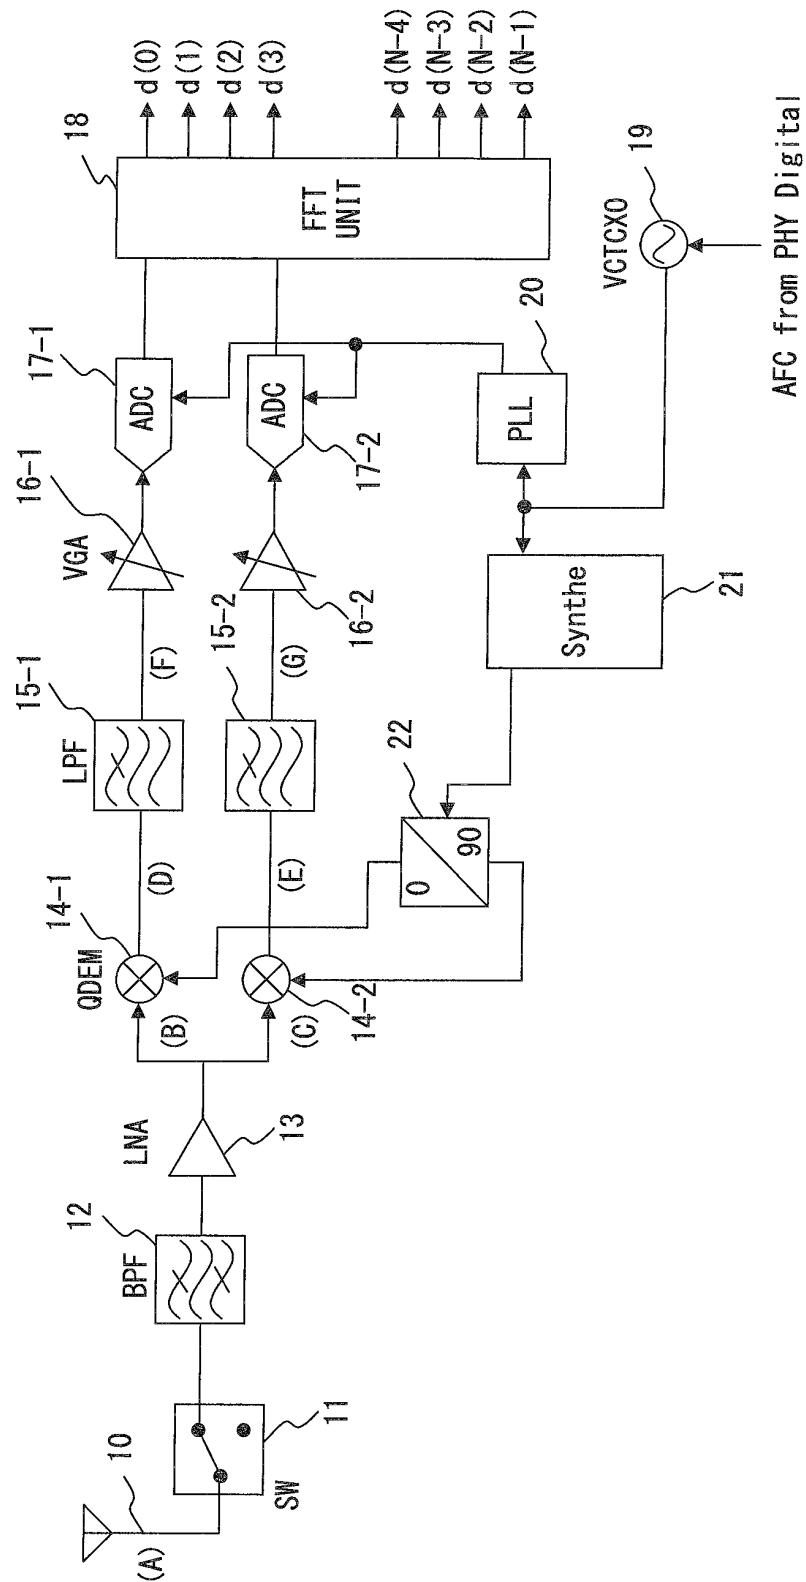 10
(A)
SW
11
BPF
12
LNA
13
(B)
(C)
QDEM
14-1
14-2
(D)
(E)
0
90
22
LPF
15-1
15-2
(F)
(G)
VGA
16-1
16-2
Synthe
21
ADC
17-1
ADC
17-2
PLL
20
VCTCXO
19
AFC from PHY Digital
FFT
UNIT
18
d(0)
d(1)
d(2)
d(3)
d(N-4)
d(N-3)
d(N-2)
d(N-1)